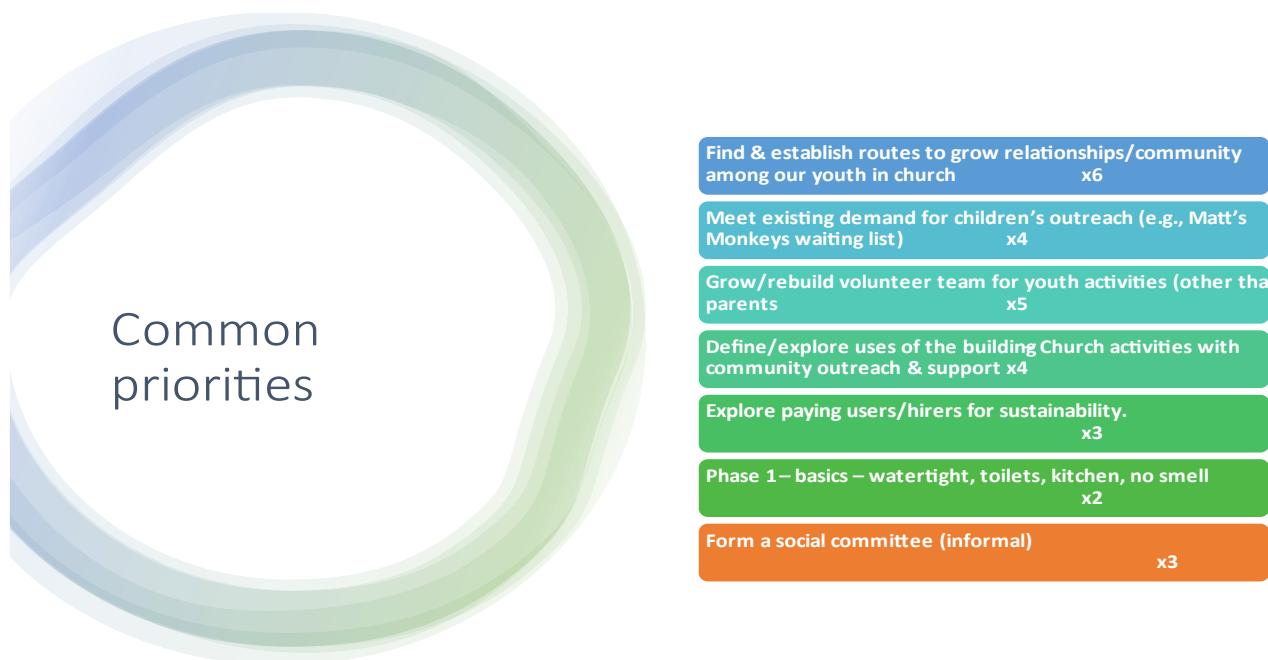 Common
priorities
Find & establish routes to grow relationships/community
among our youth in church x6
Meet existing demand for children's outreach (e.g., Matt's
Monkeys waiting list) x4
Grow/rebuild volunteer team for youth activities (other tha
parents x5
Define/explore uses of the building- Church activities with
community outreach & support x4
Explore paying users/hirers for sustainability.
x3
Phase 1 – basics – watertight, toilets, kitchen, no smell
x2
Form a social committee (informal)
x3